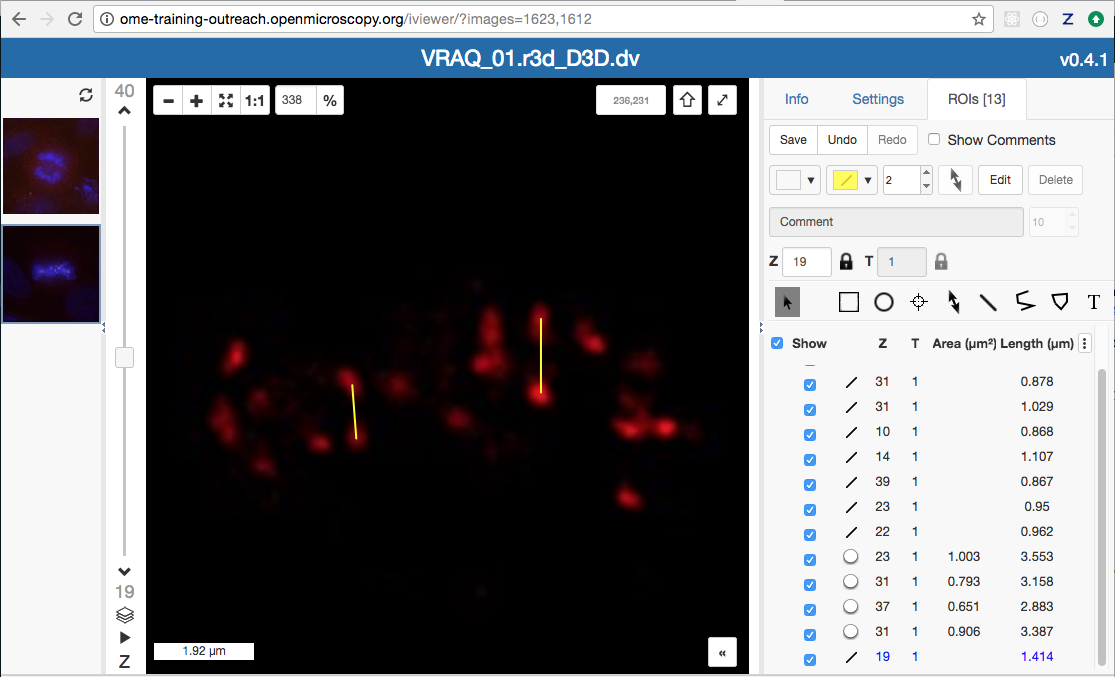 ome-training-outreach.openmicroscopy.org/iviewer/?images=1623,1612
Z
VRAQ_01.r3d_D3D.dv
v0.4.1
40
1:1
338 %
236,231
Info Settings ROIs [13]
Save Undo Redo Show Comments
2 Edit Delete
Comment 10
Z 19 T 1
T
Show Z T Area (µm²) Length (µm)
31 1 0.878
31 1 1.029
10 1 0.868
14 1 1.107
39 1 0.867
23 1 0.95
22 1 0.962
23 1 1.003 3.553
31 1 0.793 3.158
37 1 0.651 2.883
31 1 0.906 3.387
19 1 1.414
19
Z
1.92 µm
«